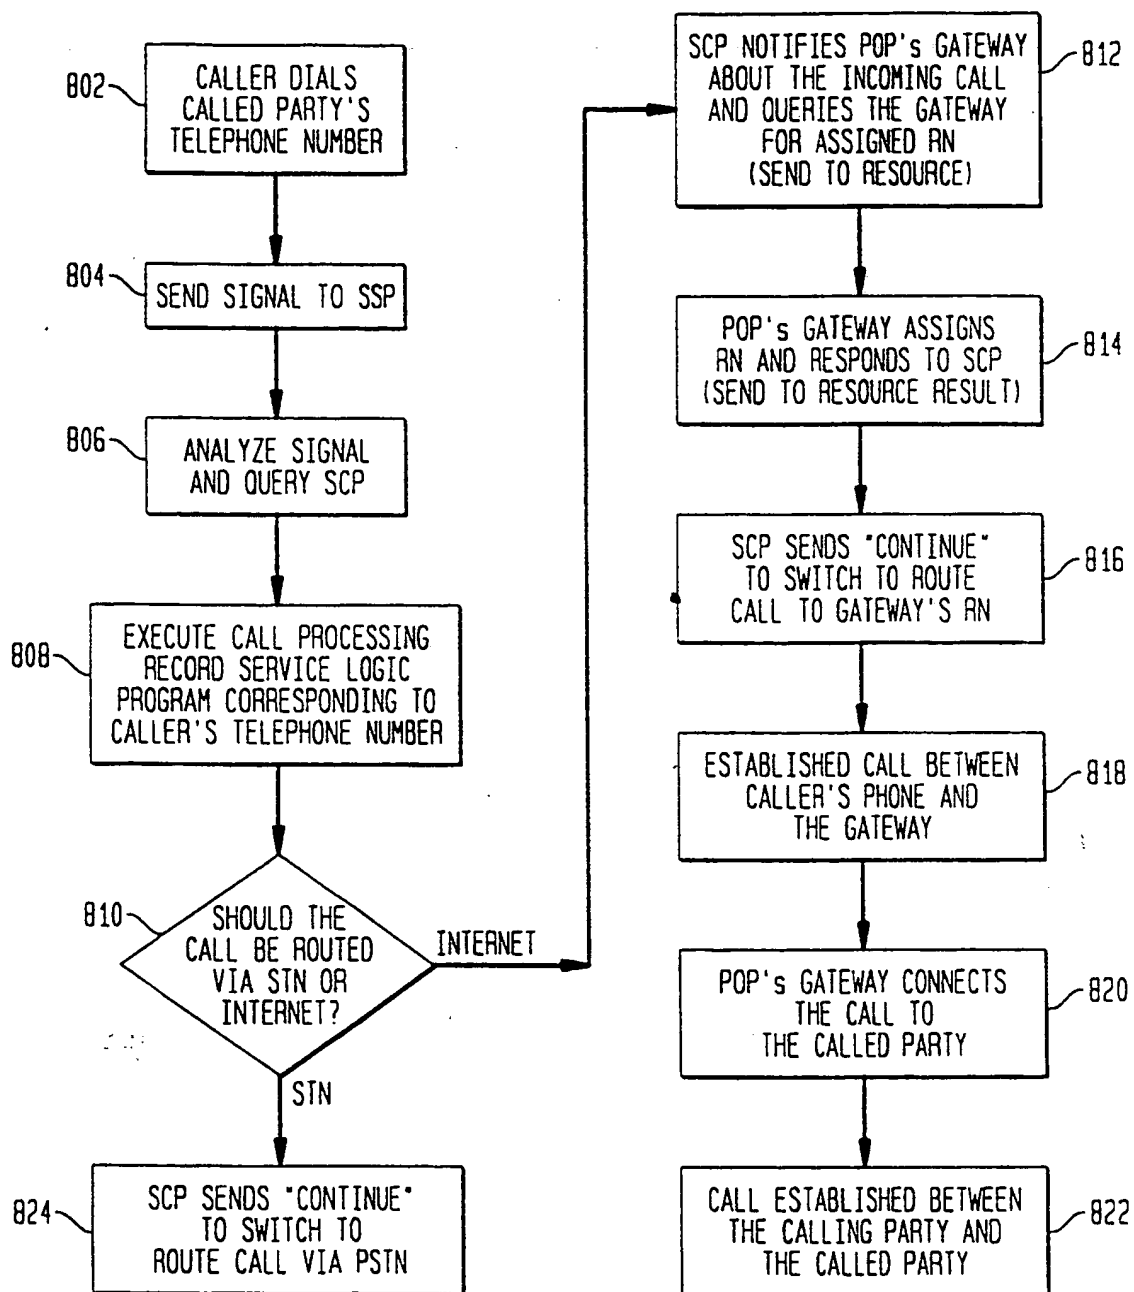 802
CALLER DIALS
CALLED PARTY'S
TELEPHONE NUMBER
804
SEND SIGNAL TO SSP
806
ANALYZE SIGNAL
AND QUERY SCP
808
EXECUTE CALL PROCESSING
RECORD SERVICE LOGIC
PROGRAM CORRESPONDING TO
CALLER'S TELEPHONE NUMBER
810
SHOULD THE
CALL BE ROUTED
VIA STN OR
INTERNET?
INTERNET
STN
824
SCP SENDS "CONTINUE"
TO SWITCH TO
ROUTE CALL VIA PSTN
SCP NOTIFIES POP's GATEWAY
ABOUT THE INCOMING CALL
AND QUERIES THE GATEWAY
FOR ASSIGNED RN
(SEND TO RESOURCE)
812
POP's GATEWAY ASSIGNS
RN AND RESPONDS TO SCP
(SEND TO RESOURCE RESULT)
814
SCP SENDS "CONTINUE"
TO SWITCH TO ROUTE
CALL TO GATEWAY'S RN
816
ESTABLISHED CALL BETWEEN
CALLER'S PHONE AND
THE GATEWAY
818
POP's GATEWAY CONNECTS
THE CALL TO
THE CALLED PARTY
820
CALL ESTABLISHED BETWEEN
THE CALLING PARTY AND
THE CALLED PARTY
822